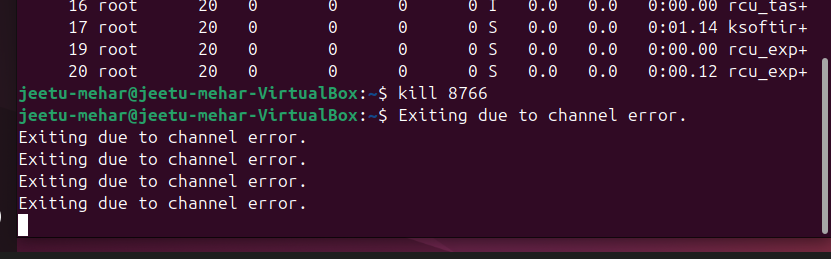 16 root 20 0 0 0 0 I 0.0 0.0 0:00.00 rcu_tas+
17 root 20 0 0 0 0 S 0.0 0.0 0:01.14 ksoftir+
19 root 20 0 0 0 0 S 0.0 0.0 0:00.00 rcu_exp+
20 root 20 0 0 0 0 S 0.0 0.0 0:00.12 rcu_exp+
jeetu-mehar@jeetu-mehar-VirtualBox:~$ kill 8766
jeetu-mehar@jeetu-mehar-VirtualBox:~$ Exiting due to channel error.
Exiting due to channel error.
Exiting due to channel error.
Exiting due to channel error.
Exiting due to channel error.